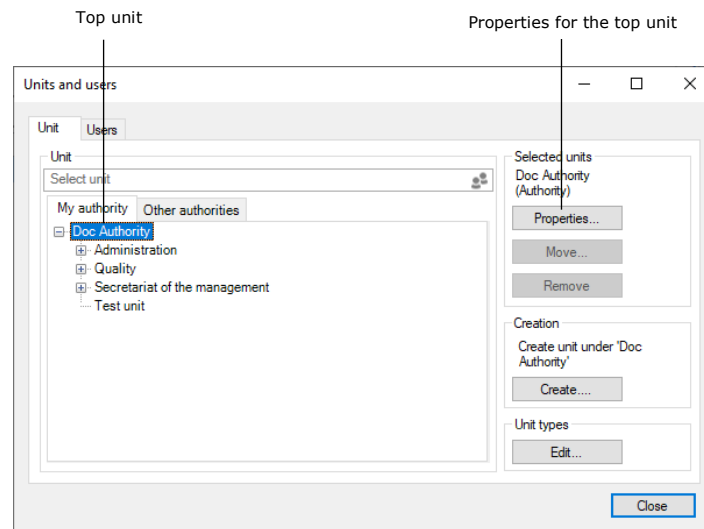 Top unit
Properties for the top unit
Units and users
Unit
Users
Unit
Select unit
My authority
Other authorities
Doc Authority
Administration
Quality
Secretariat of the management
Test unit
Selected units
Doc Authority
(Authority)
Properties...
Move...
Remove
Creation
Create unit under 'Doc
Authority'
Create....
Unit types
Edit...
Close